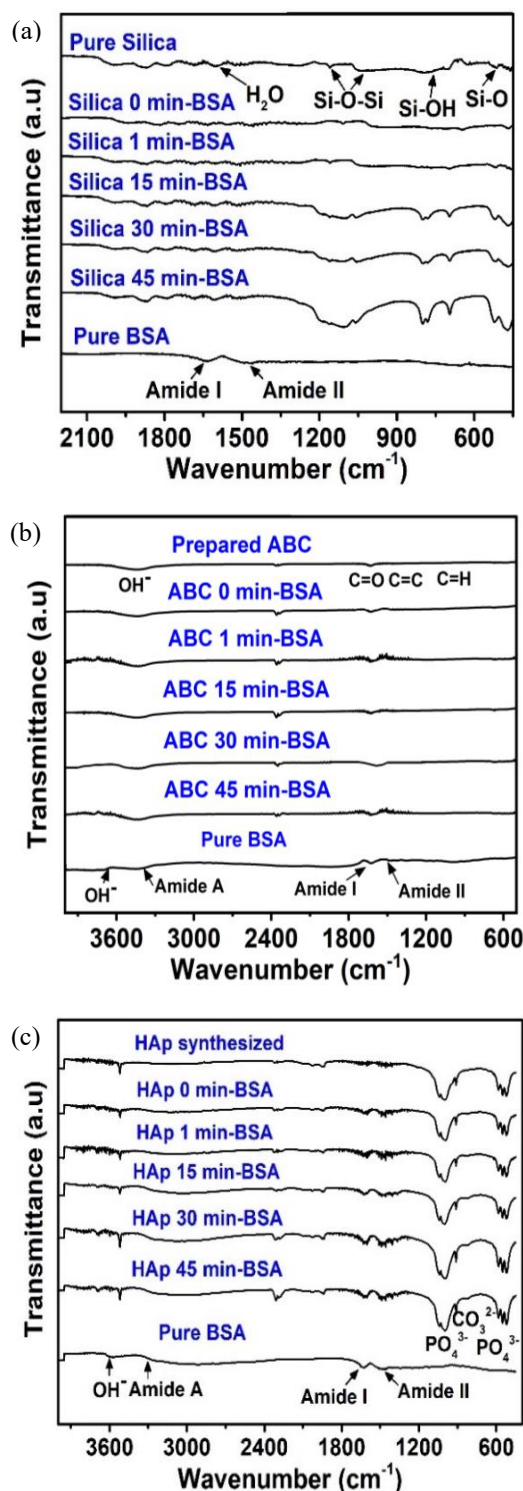 (a)
Transmittance (a.u)
Pure Silica
H₂O
Si-O-Si
Si-OH
Si-O
Silica 0 min-BSA
Silica 1 min-BSA
Silica 15 min-BSA
Silica 30 min-BSA
Silica 45 min-BSA
Pure BSA
Amide I
Amide II
2100 1800 1500 1200 900 600
Wavenumber (cm⁻¹)
(b)
Transmittance (a.u)
Prepared ABC
OH⁻
C=O C=C C=H
ABC 0 min-BSA
ABC 1 min-BSA
ABC 15 min-BSA
ABC 30 min-BSA
ABC 45 min-BSA
Pure BSA
OH⁻
Amide A
Amide I
Amide II
3600 3000 2400 1800 1200 600
Wavenumber (cm⁻¹)
(c)
Transmittance (a.u)
HAp synthesized
HAp 0 min-BSA
HAp 1 min-BSA
HAp 15 min-BSA
HAp 30 min-BSA
HAp 45 min-BSA
CO₃²⁻
Pure BSA
PO₄³⁻ PO₄³⁻
OH⁻ Amide A
Amide I
Amide II
3600 3000 2400 1800 1200 600
Wavenumber (cm⁻¹)